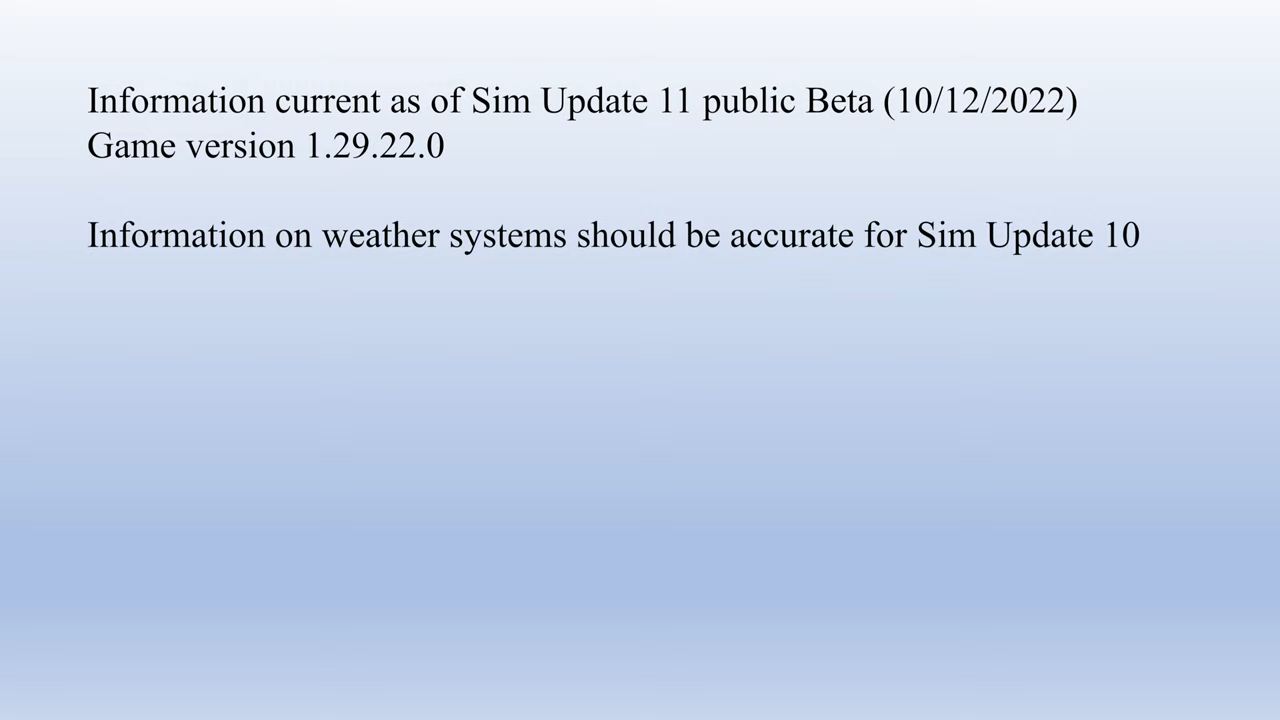 Information current as of Sim Update 11 public Beta (10/12/2022)
Game version 1.29.22.0
Information on weather systems should be accurate for Sim Update 10